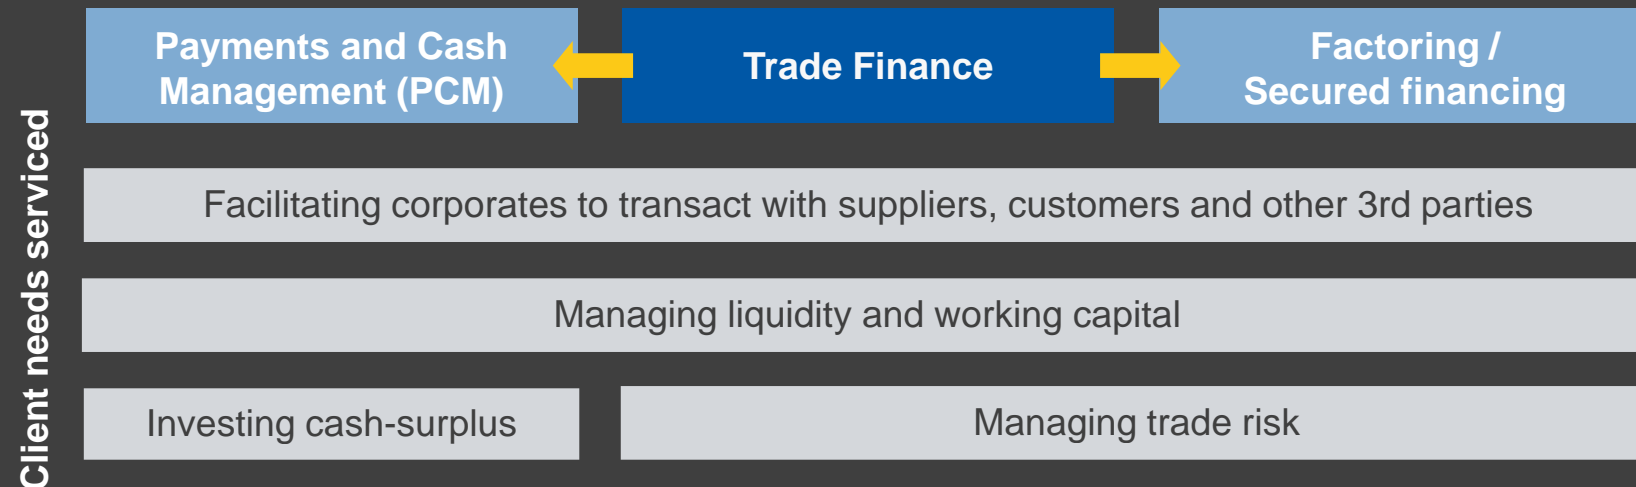 Payments and Cash
Management (PCM)
Trade Finance
Factoring /
Secured financing
Client needs serviced
Facilitating corporates to transact with suppliers, customers and other 3rd parties
Managing liquidity and working capital
Investing cash-surplus
Managing trade risk